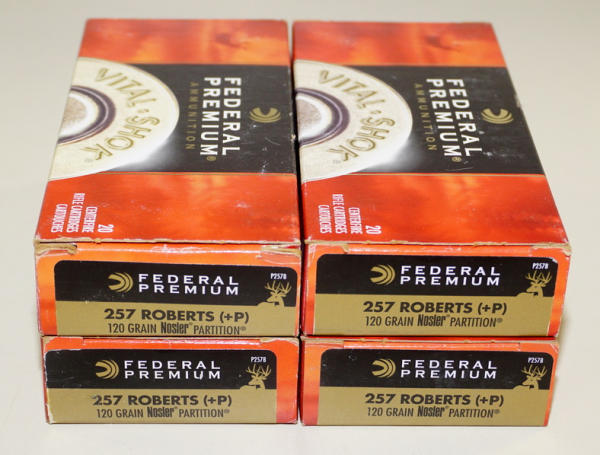 VITAL·SHOK
FEDERAL
PREMIUM®
AMMUNITION
20
CENTERFIRE
RIFLE CARTRIDGES
CARTOUCHES
VITAL·SHOK
FEDERAL
PREMIUM®
AMMUNITION
20
CENTERFIRE
RIFLE CARTRIDGES
CARTOUCHES
FEDERAL
PREMIUM
P257B
257 ROBERTS (+P)
120 GRAIN Nosler® PARTITION®
FEDERAL
PREMIUM
P257B
257 ROBERTS (+P)
120 GRAIN Nosler® PARTITION®
FEDERAL
PREMIUM
P257B
257 ROBERTS (+P)
120 GRAIN Nosler® PARTITION®
FEDERAL
PREMIUM
P257B
257 ROBERTS (+P)
120 GRAIN Nosler® PARTITION®